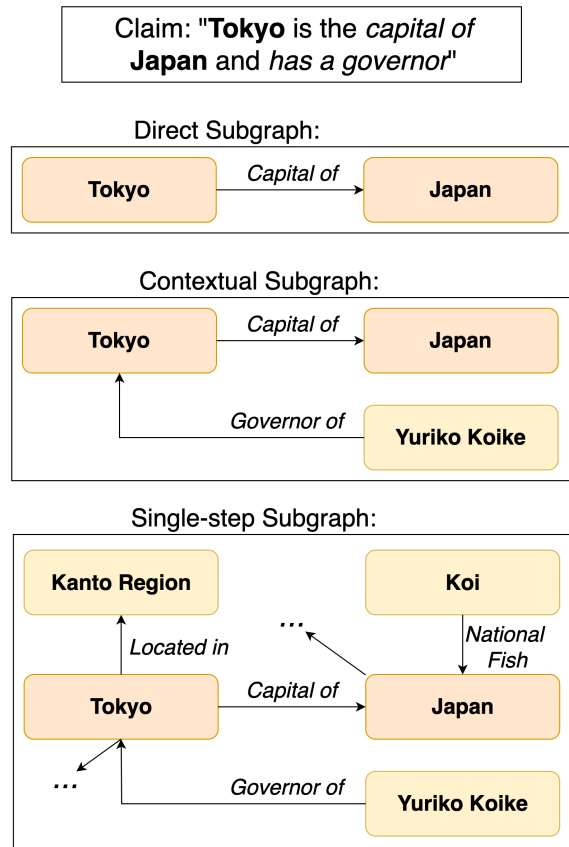 Claim: "Tokyo is the capital of
Japan and has a governor"
Direct Subgraph:
Tokyo
Capital of
Japan
Contextual Subgraph:
Tokyo
Capital of
Japan
Governor of
Yuriko Koike
Single-step Subgraph:
Kanto Region
Koi
...
Located in
National
Fish
Tokyo
Capital of
Japan
...
Governor of
Yuriko Koike